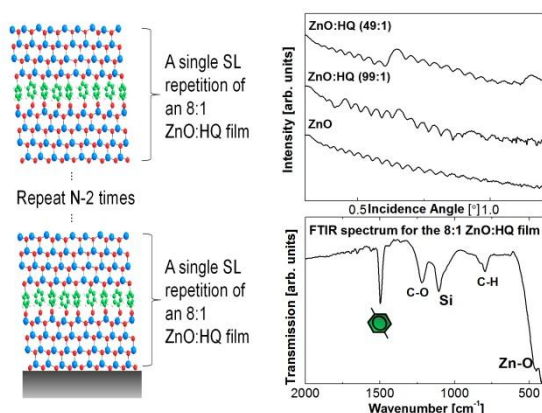 A single SL
repetition of
an 8:1
ZnO:HQ film
Repeat N-2 times
A single SL
repetition of
an 8:1
ZnO:HQ film
Intensity [arb. units]
ZnO:HQ (49:1)
ZnO:HQ (99:1)
ZnO
0.5 Incidence Angle [°] 1.0
Transmission [arb. units]
FTIR spectrum for the 8:1 ZnO:HQ film
C-O
Si
C-H
Zn-O
2000 1500 1000 500
Wavenumber [cm⁻¹]